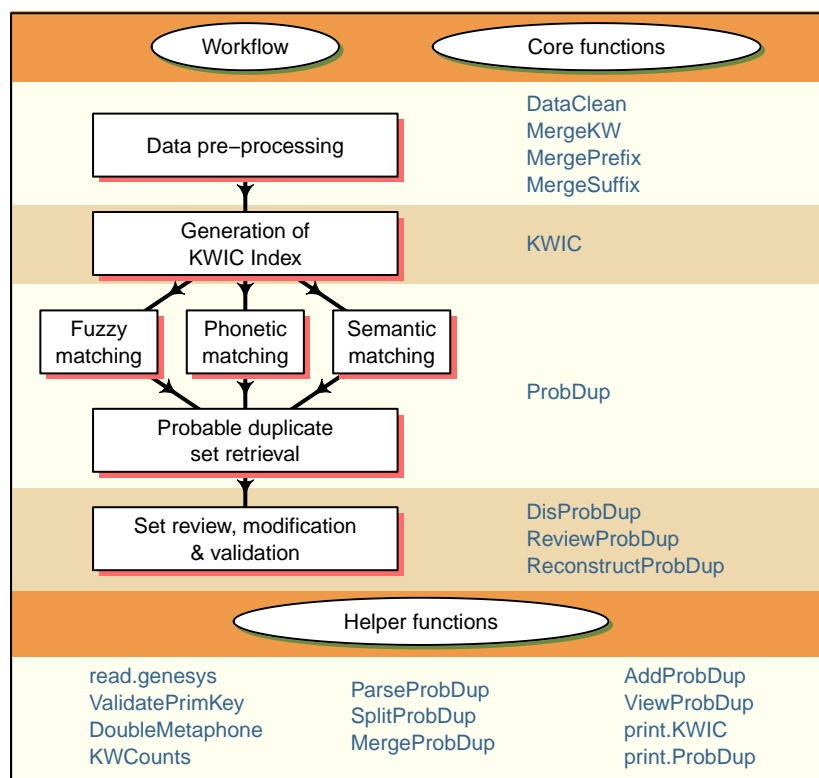 Workflow
Core functions
Data pre−processing
DataClean
MergeKW
MergePrefix
MergeSuffix
Generation of
KWIC Index
KWIC
Fuzzy
matching
Phonetic
matching
Semantic
matching
ProbDup
Probable duplicate
set retrieval
Set review, modification
& validation
DisProbDup
ReviewProbDup
ReconstructProbDup
Helper functions
read.genesys
ValidatePrimKey
DoubleMetaphone
KWCounts
ParseProbDup
SplitProbDup
MergeProbDup
AddProbDup
ViewProbDup
print.KWIC
print.ProbDup